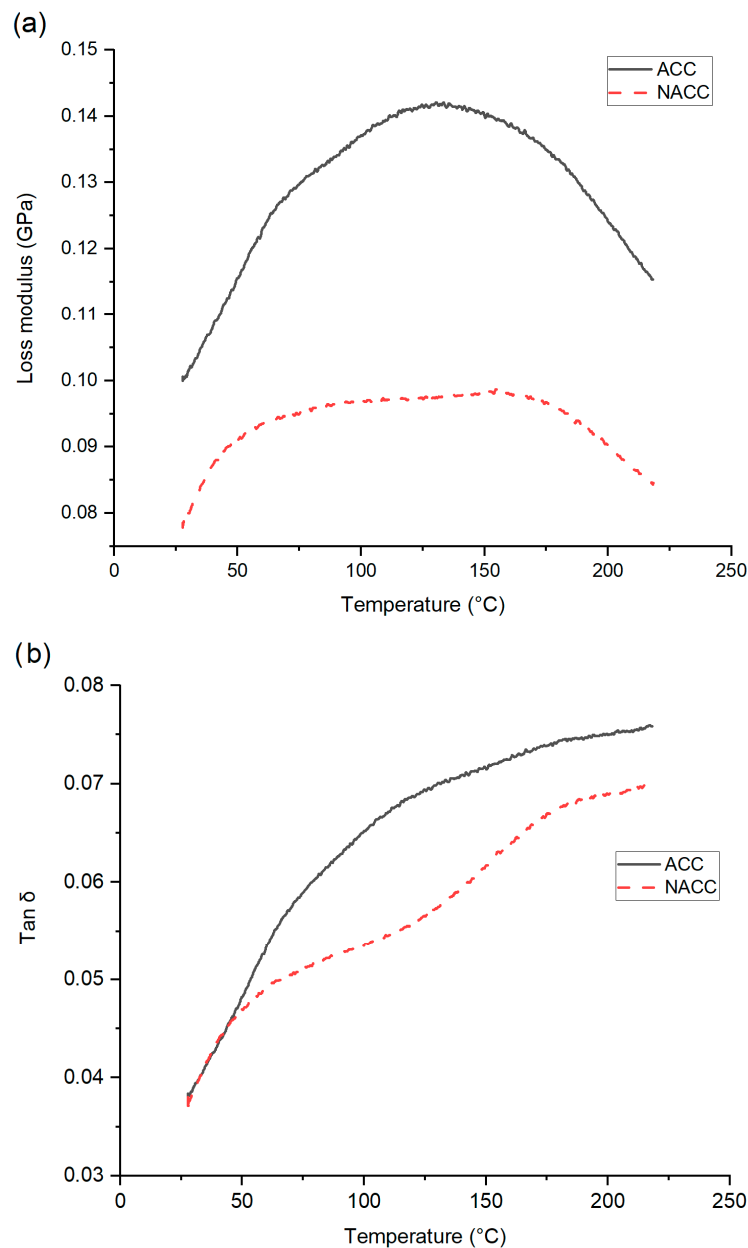 (a)
0.15
0.14
0.13
0.12
0.11
0.10
0.09
0.08
Loss modulus (GPa)
ACC
NACC
0 50 100 150 200 250
Temperature (°C)
(b)
0.08
0.07
0.06
0.05
0.04
0.03
Tan δ
ACC
NACC
0 50 100 150 200 250
Temperature (°C)